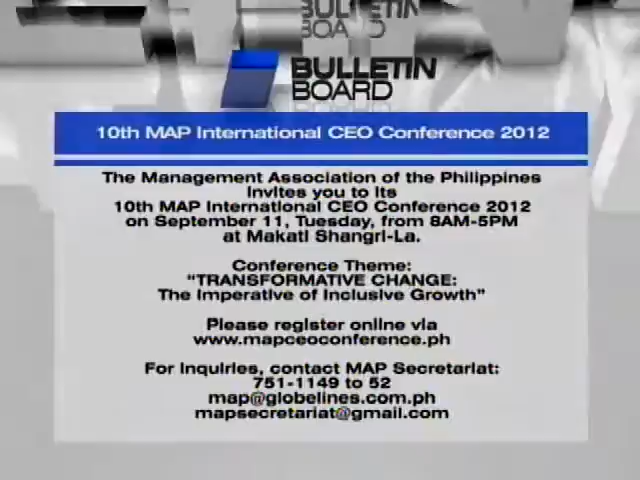 BULLETIN
BOARD
BULLETIN
BOARD
10th MAP International CEO Conference 2012
The Management Association of the Philippines
invites you to its
10th MAP International CEO Conference 2012
on September 11, Tuesday, from 8AM-5PM
at Makati Shangri-La.
Conference Theme:
"TRANSFORMATIVE CHANGE:
The Imperative of Inclusive Growth"
Please register online via
www.mapceoconference.ph
For inquiries, contact MAP Secretariat:
751-1149 to 52
map@globelines.com.ph
mapsecretariat@gmail.com